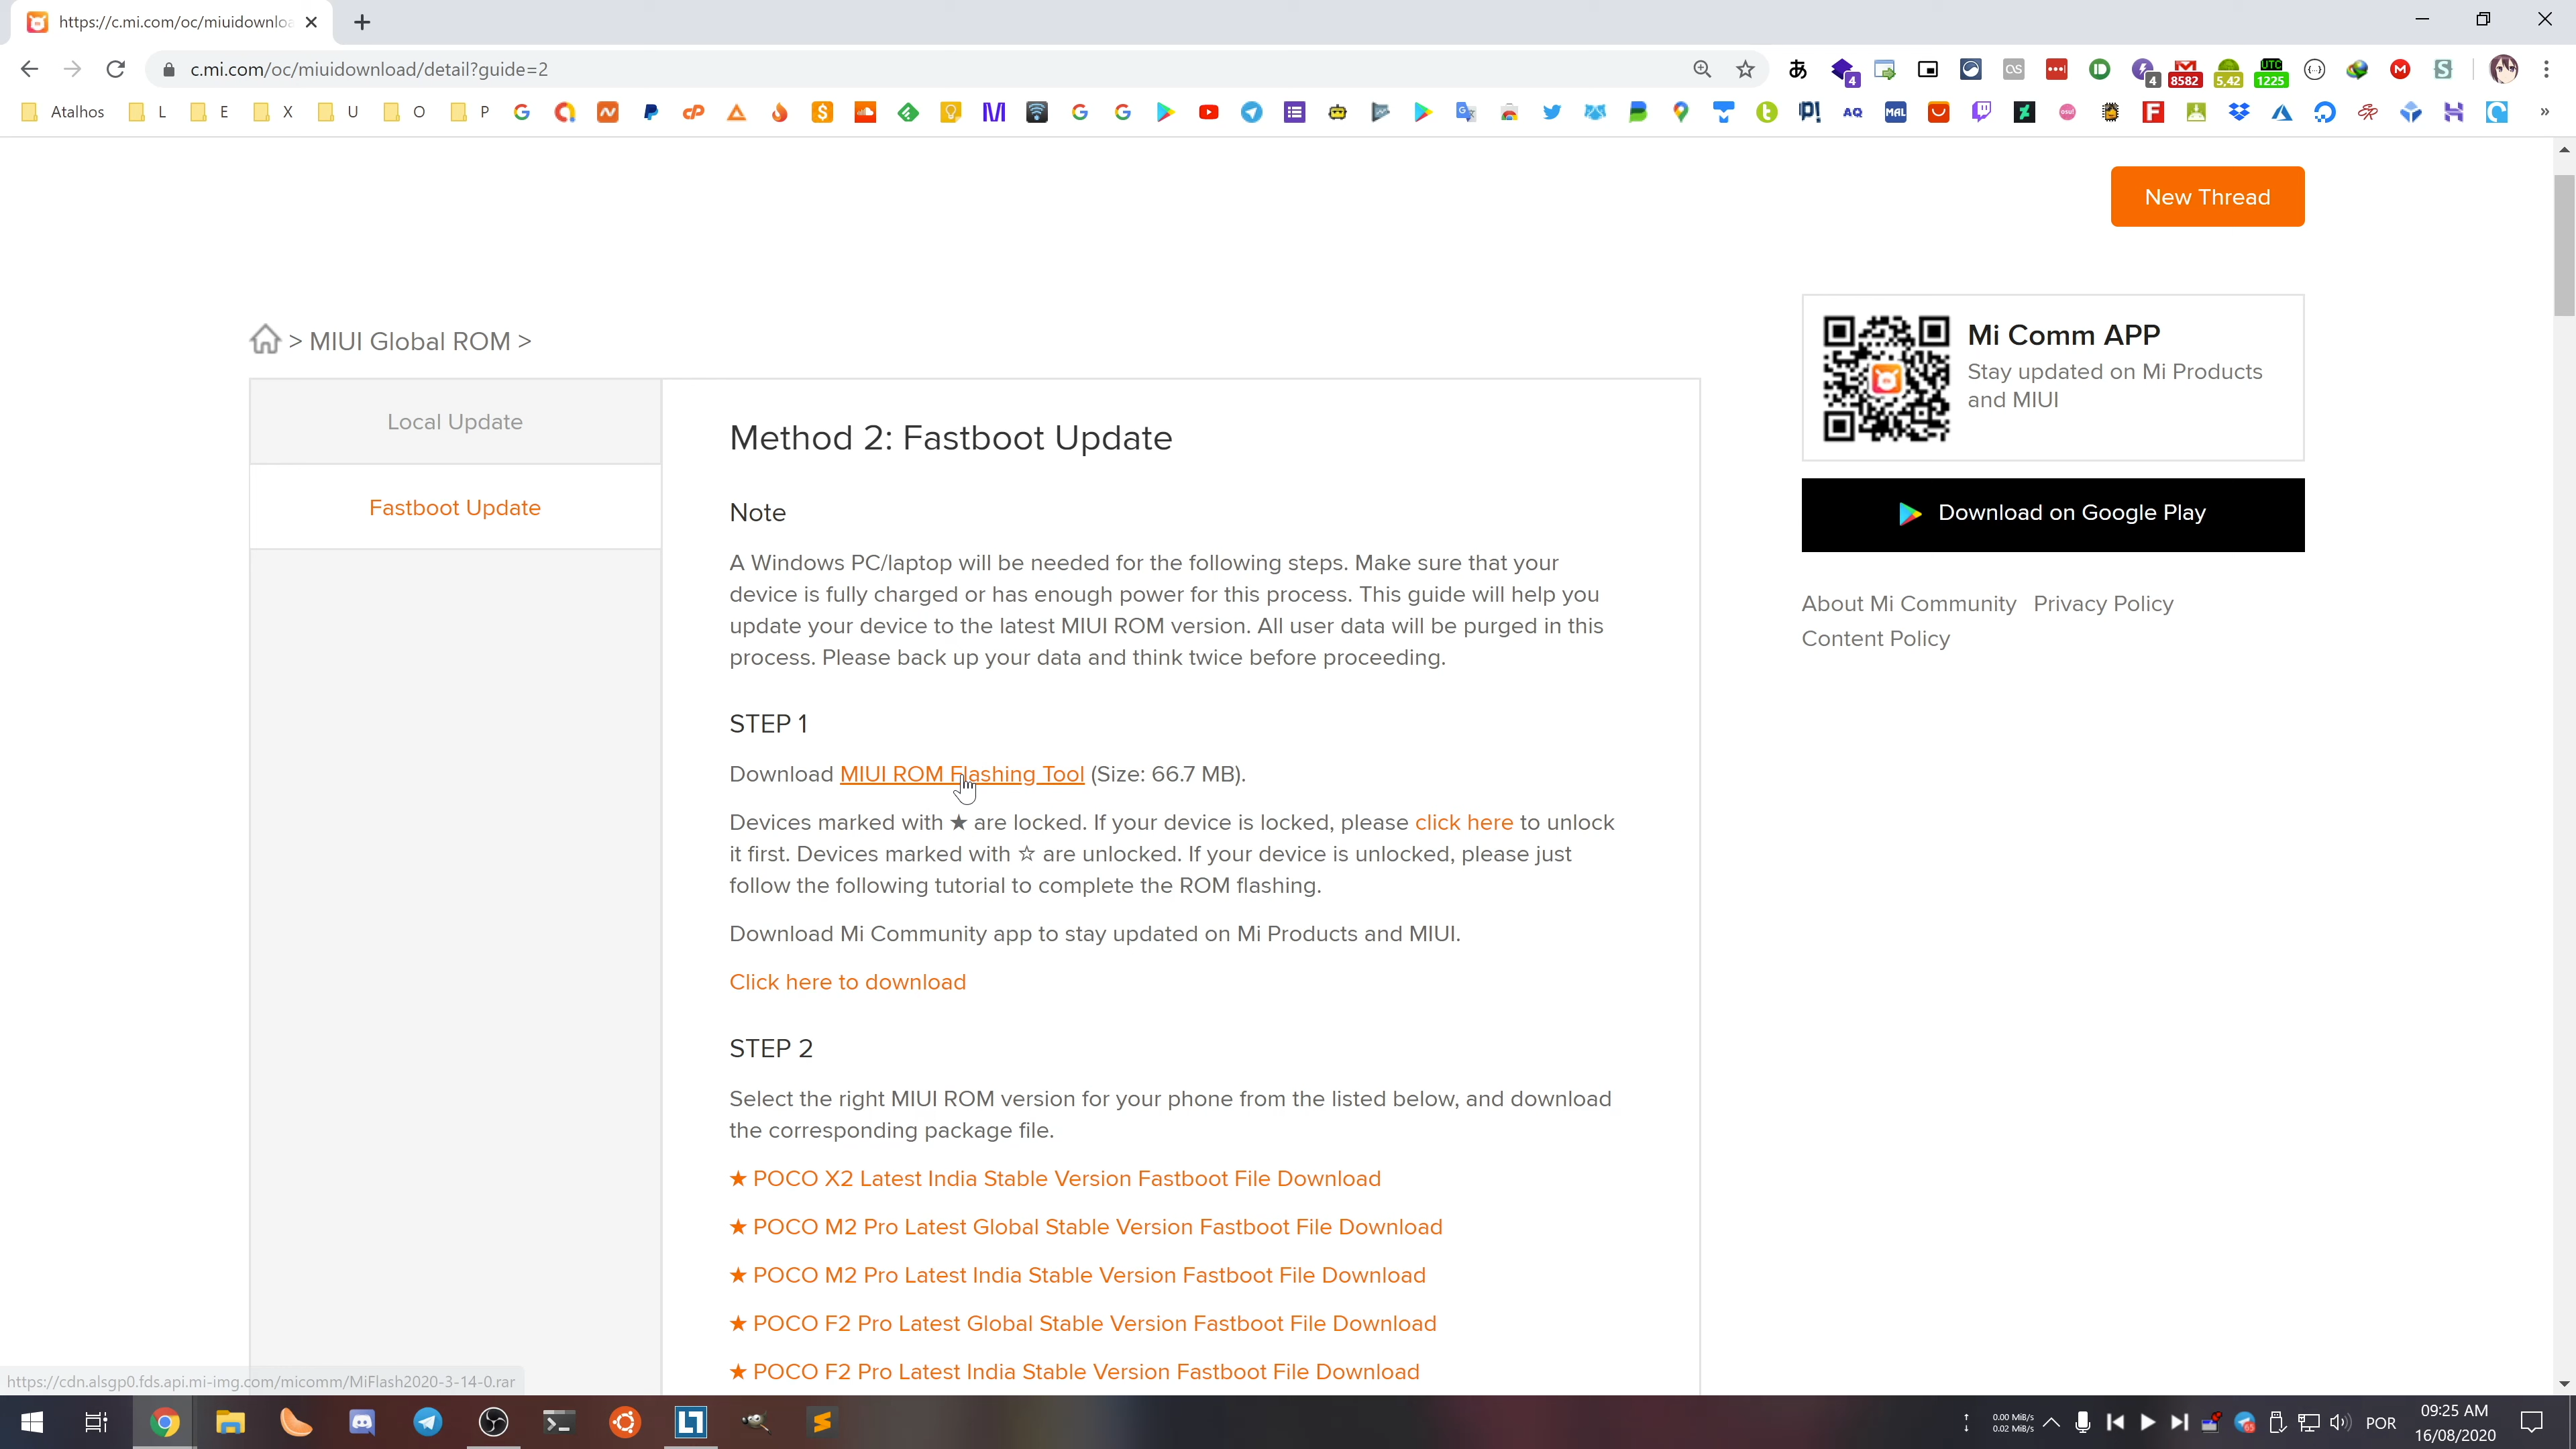 https://c.mi.com/oc/miuidownloa
c.mi.com/oc/miuidownload/detail?guide=2
4
4
8582
5,42
UTC
1225
Atalhos
L
E
X
U
O
P
New Thread
> MIUI Global ROM >
Mi Comm APP
Stay updated on Mi Products
and MIUI
Download on Google Play
About Mi Community Privacy Policy
Content Policy
Local Update
Fastboot Update
Method 2: Fastboot Update
Note
A Windows PC/laptop will be needed for the following steps. Make sure that your
device is fully charged or has enough power for this process. This guide will help you
update your device to the latest MIUI ROM version. All user data will be purged in this
process. Please back up your data and think twice before proceeding.
STEP 1
Download MIUI ROM Flashing Tool (Size: 66.7 MB).
Devices marked with ★ are locked. If your device is locked, please click here to unlock
it first. Devices marked with ☆ are unlocked. If your device is unlocked, please just
follow the following tutorial to complete the ROM flashing.
Download Mi Community app to stay updated on Mi Products and MIUI.
Click here to download
STEP 2
Select the right MIUI ROM version for your phone from the listed below, and download
the corresponding package file.
★ POCO X2 Latest India Stable Version Fastboot File Download
★ POCO M2 Pro Latest Global Stable Version Fastboot File Download
★ POCO M2 Pro Latest India Stable Version Fastboot File Download
★ POCO F2 Pro Latest Global Stable Version Fastboot File Download
★ POCO F2 Pro Latest India Stable Version Fastboot File Download
https://cdn.alsgp0.fds.api.mi-img.com/micomm/MiFlash2020-3-14-0.rar
0.00 MiB/s
0.02 MiB/s
POR
09:25 AM
16/08/2020